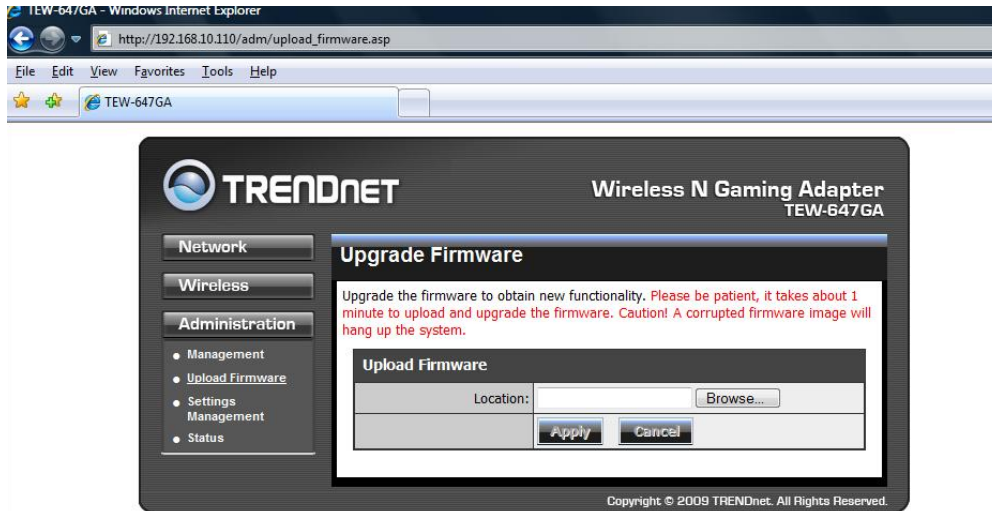 TEW-647GA - Windows Internet Explorer
http://192.168.10.110/adm/upload_firmware.asp
File Edit View Favorites Tools Help
TEW-647GA
TRENDNET
Wireless N Gaming Adapter
TEW-647GA
Network
Wireless
Administration
Management
Upload Firmware
Settings
Management
Status
Upgrade Firmware
Upgrade the firmware to obtain new functionality. Please be patient, it takes about 1
minute to upload and upgrade the firmware. Caution! A corrupted firmware image will
hang up the system.
Upload Firmware
Location: Browse...
Apply Cancel
Copyright © 2009 TRENDnet. All Rights Reserved.